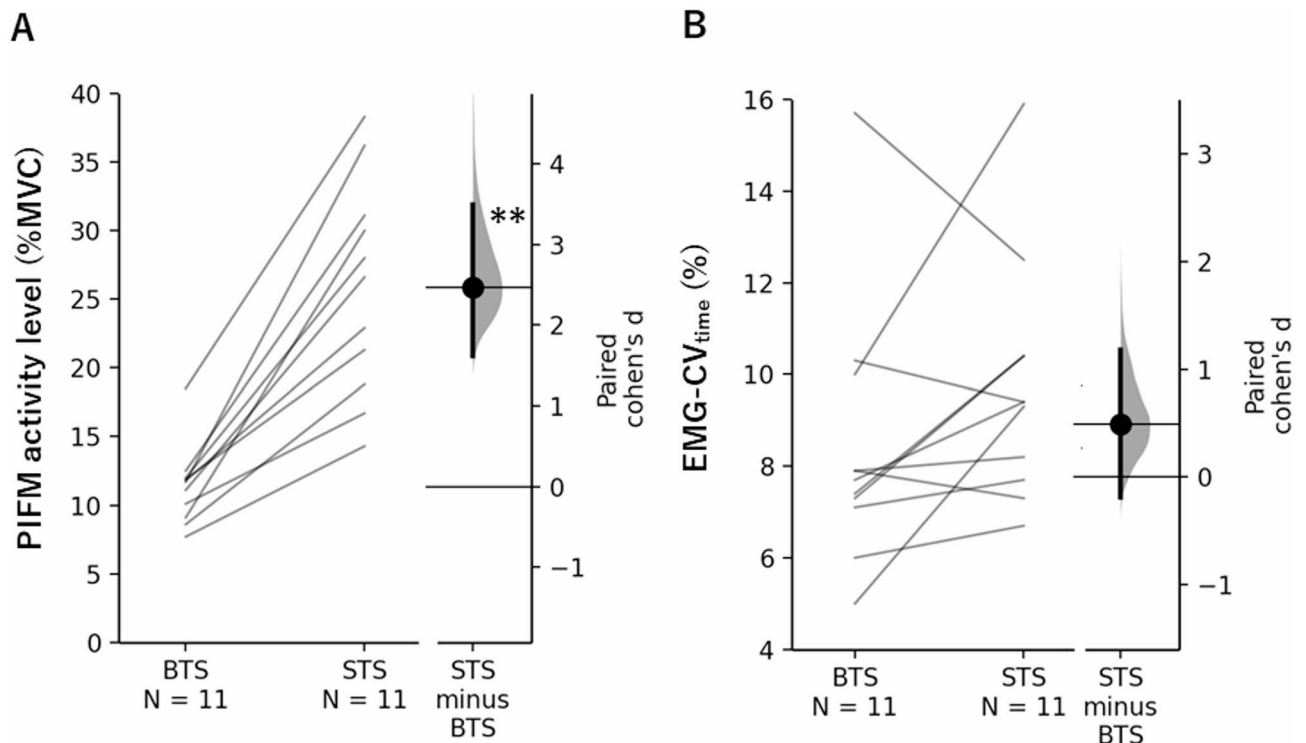 A
PIFM activity level (%MVC)
40
35
30
25
20
15
10
5
0
BTS
N = 11
STS
N = 11
**
4
3
2
1
0
−1
Paired
cohen's d
STS
minus
BTS
B
EMG-CVtime (%)
16
14
12
10
8
6
4
BTS
N = 11
STS
N = 11
3
2
1
0
−1
Paired
cohen's d
STS
minus
BTS